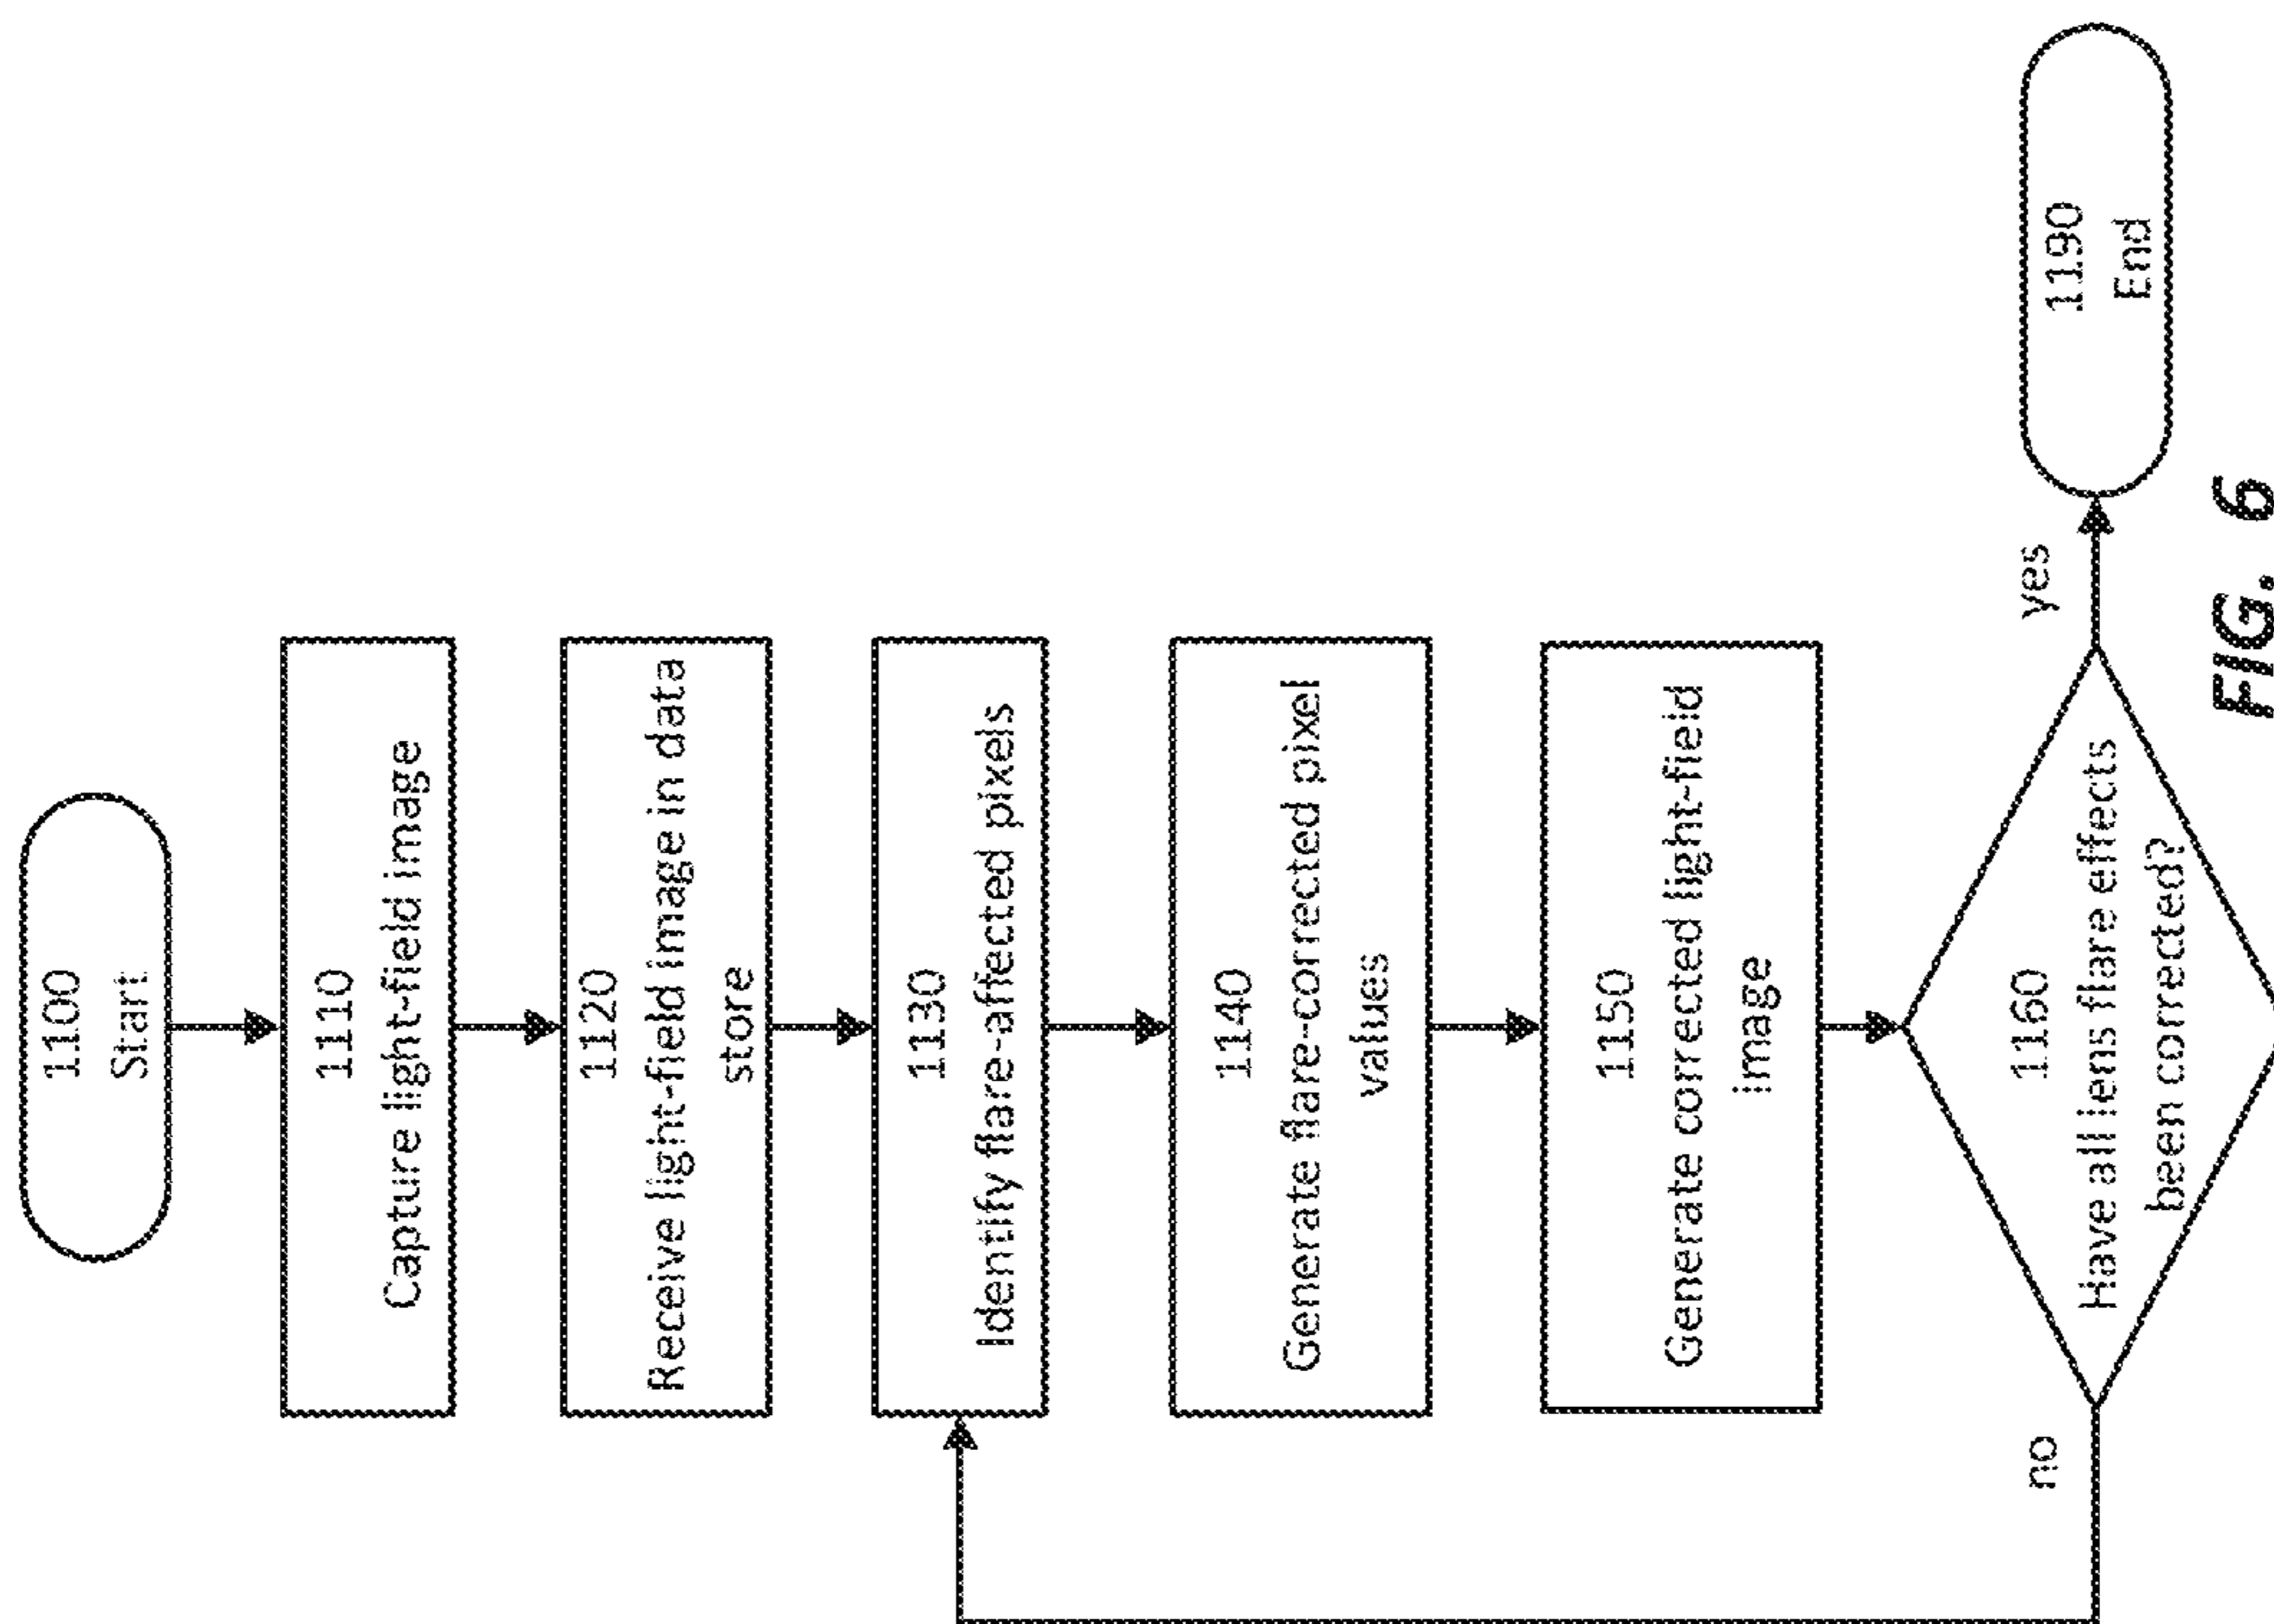 1100
Start
1110
Capture light-field image
1120
Receive light-field image in data
store
1130
Identify flare-affected pixels
1140
Generate flare-corrected pixel
values
1150
Generate corrected light-field
image
1160
Have all lens flare effects
been corrected?
no
yes
1190
End
FIG. 6